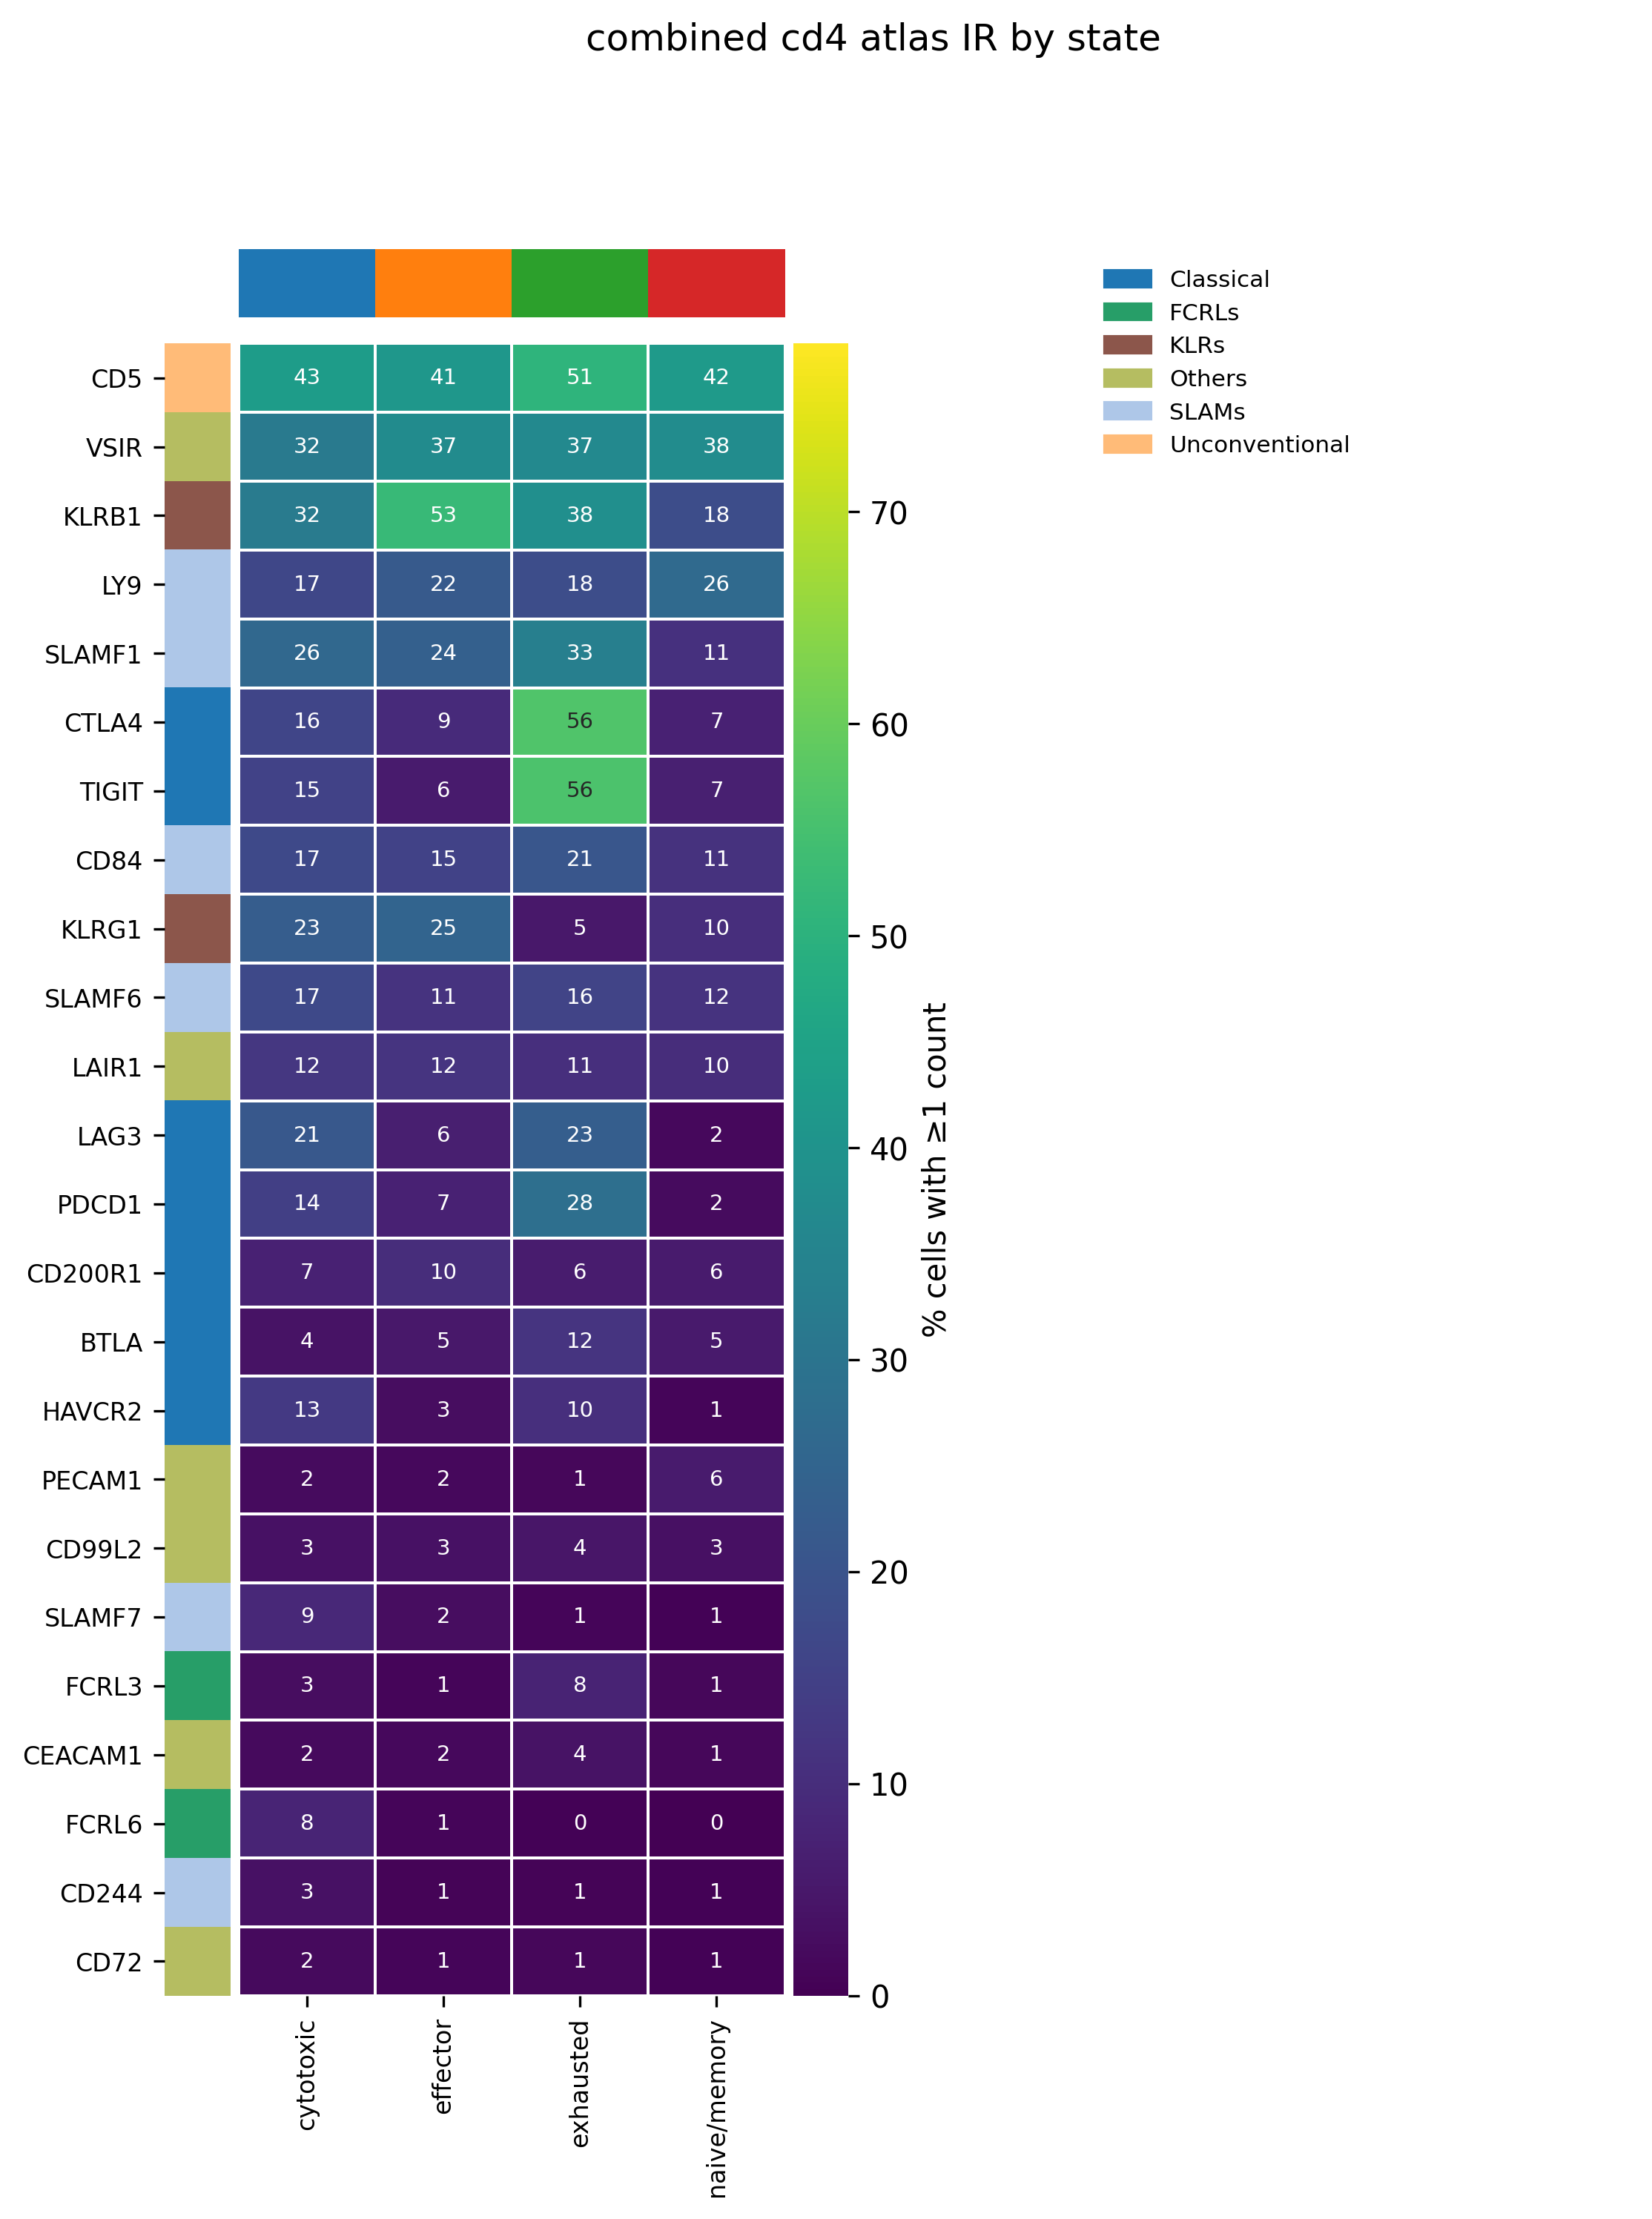 combined cd4 atlas IR by state
Classical
FCRLs
KLRs
Others
SLAMs
Unconventional
CD5 43 41 51 42
VSIR 32 37 37 38
KLRB1 32 53 38 18
LY9 17 22 18 26
SLAMF1 26 24 33 11
CTLA4 16 9 56 7
TIGIT 15 6 56 7
CD84 17 15 21 11
KLRG1 23 25 5 10
SLAMF6 17 11 16 12
LAIR1 12 12 11 10
LAG3 21 6 23 2
PDCD1 14 7 28 2
CD200R1 7 10 6 6
BTLA 4 5 12 5
HAVCR2 13 3 10 1
PECAM1 2 2 1 6
CD99L2 3 3 4 3
SLAMF7 9 2 1 1
FCRL3 3 1 8 1
CEACAM1 2 2 4 1
FCRL6 8 1 0 0
CD244 3 1 1 1
CD72 2 1 1 1
cytotoxic
effector
exhausted
naive/memory
70
60
50
40
30
20
10
0
% cells with ≥1 count